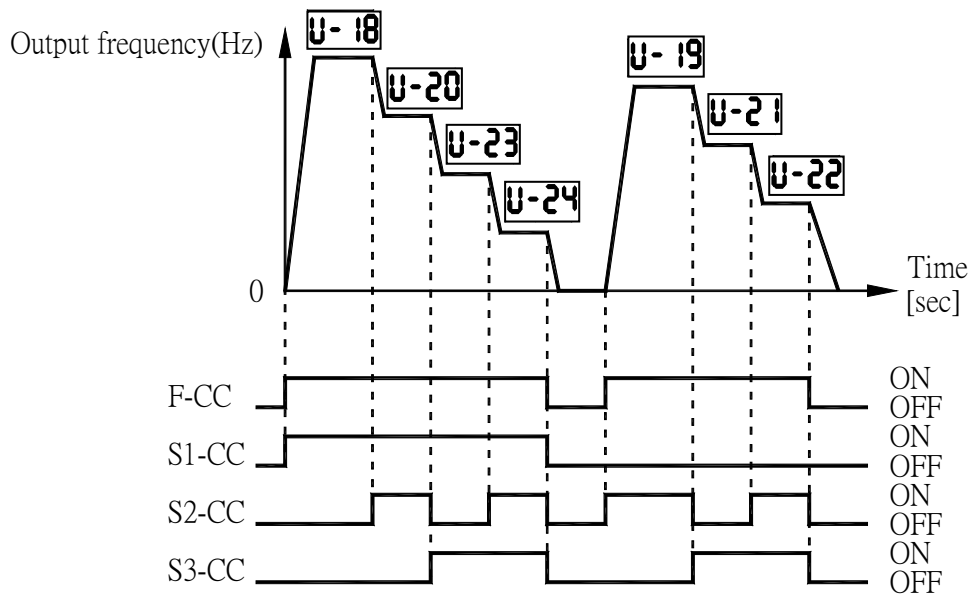 Output frequency(Hz)
U-18
U-20
U-23
U-24
U-19
U-21
U-22
0
Time
[sec]
F-CC
ON
OFF
S1-CC
ON
OFF
S2-CC
ON
OFF
S3-CC
ON
OFF